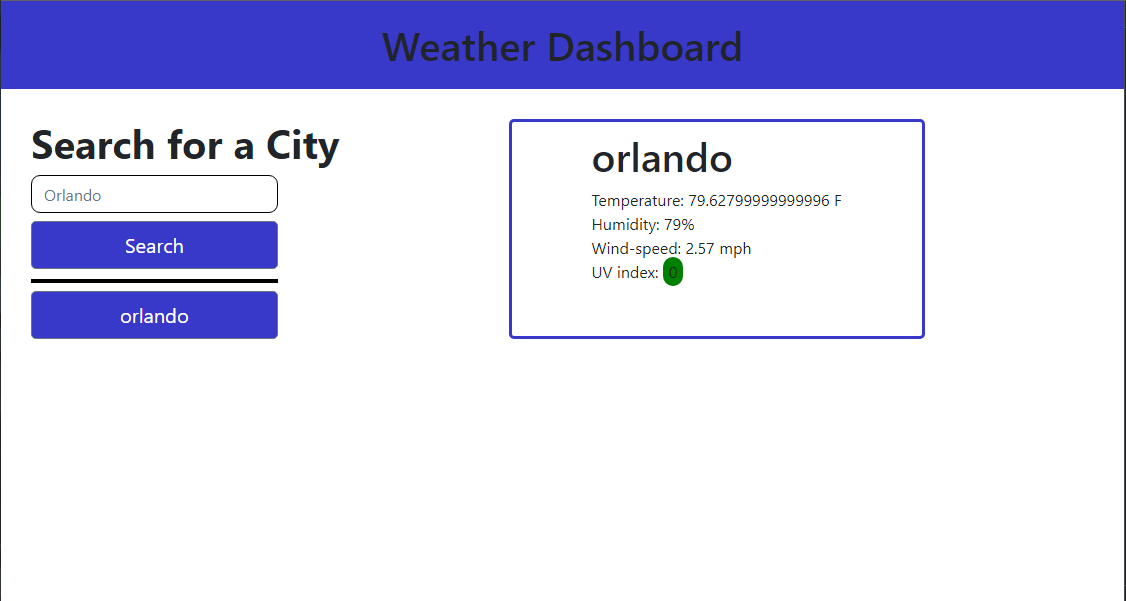 Weather Dashboard
Search for a City
Orlando
Search
orlando
orlando
Temperature: 79.62799999999996 F
Humidity: 79%
Wind-speed: 2.57 mph
UV index: 0